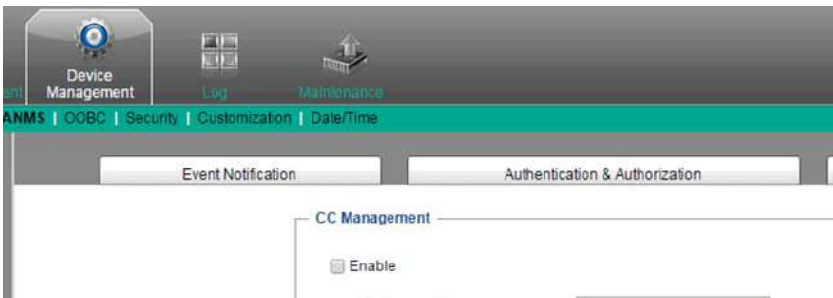 Device
Management
Log
Maintenance
ANMS | OOBC | Security | Customization | Date/Time
Event Notification
Authentication & Authorization
CC Management
Enable